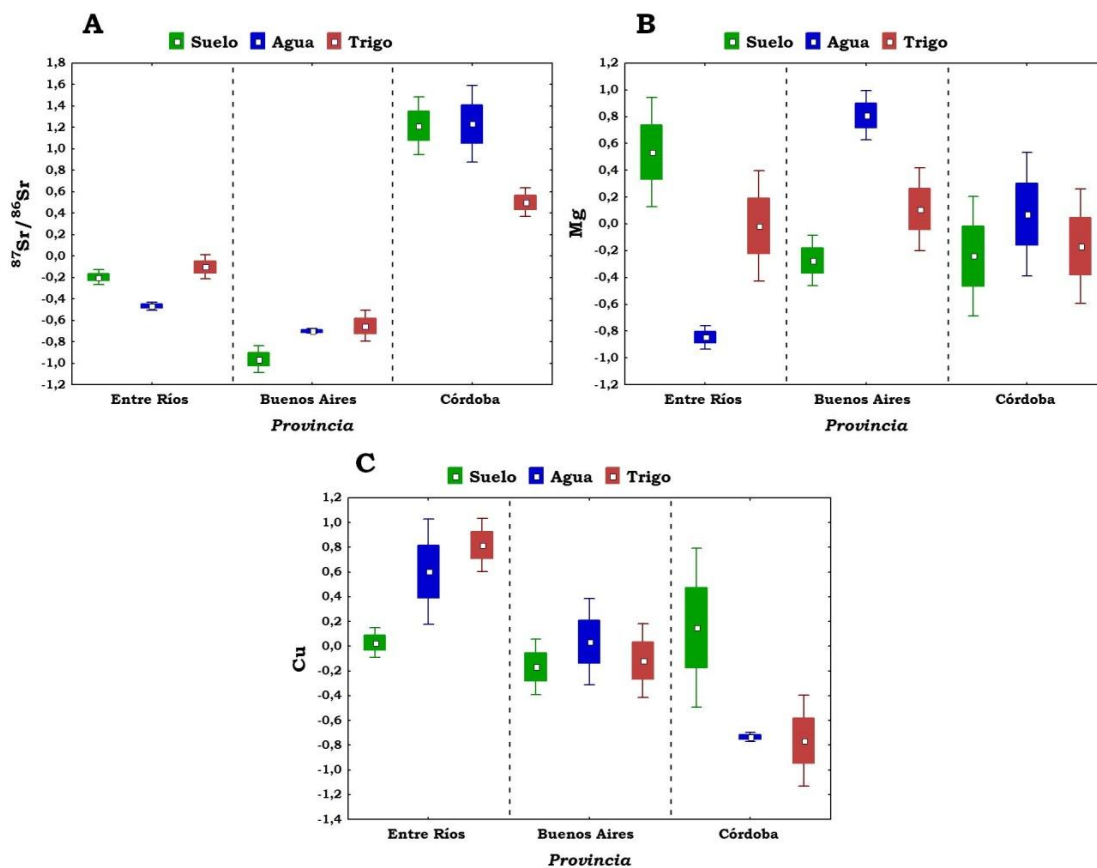 A
Suelo Agua Trigo
⁸⁷Sr/⁸⁶Sr
1,8
1,6
1,4
1,2
1,0
0,8
0,6
0,4
0,2
0,0
-0,2
-0,4
-0,6
-0,8
-1,0
-1,2
Entre Ríos Buenos Aires Córdoba
Provincia
B
Suelo Agua Trigo
Mg
1,2
1,0
0,8
0,6
0,4
0,2
0,0
-0,2
-0,4
-0,6
-0,8
-1,0
-1,2
Entre Ríos Buenos Aires Córdoba
Provincia
C
Suelo Agua Trigo
Cu
1,2
1,0
0,8
0,6
0,4
0,2
0,0
-0,2
-0,4
-0,6
-0,8
-1,0
-1,2
-1,4
Entre Ríos Buenos Aires Córdoba
Provincia